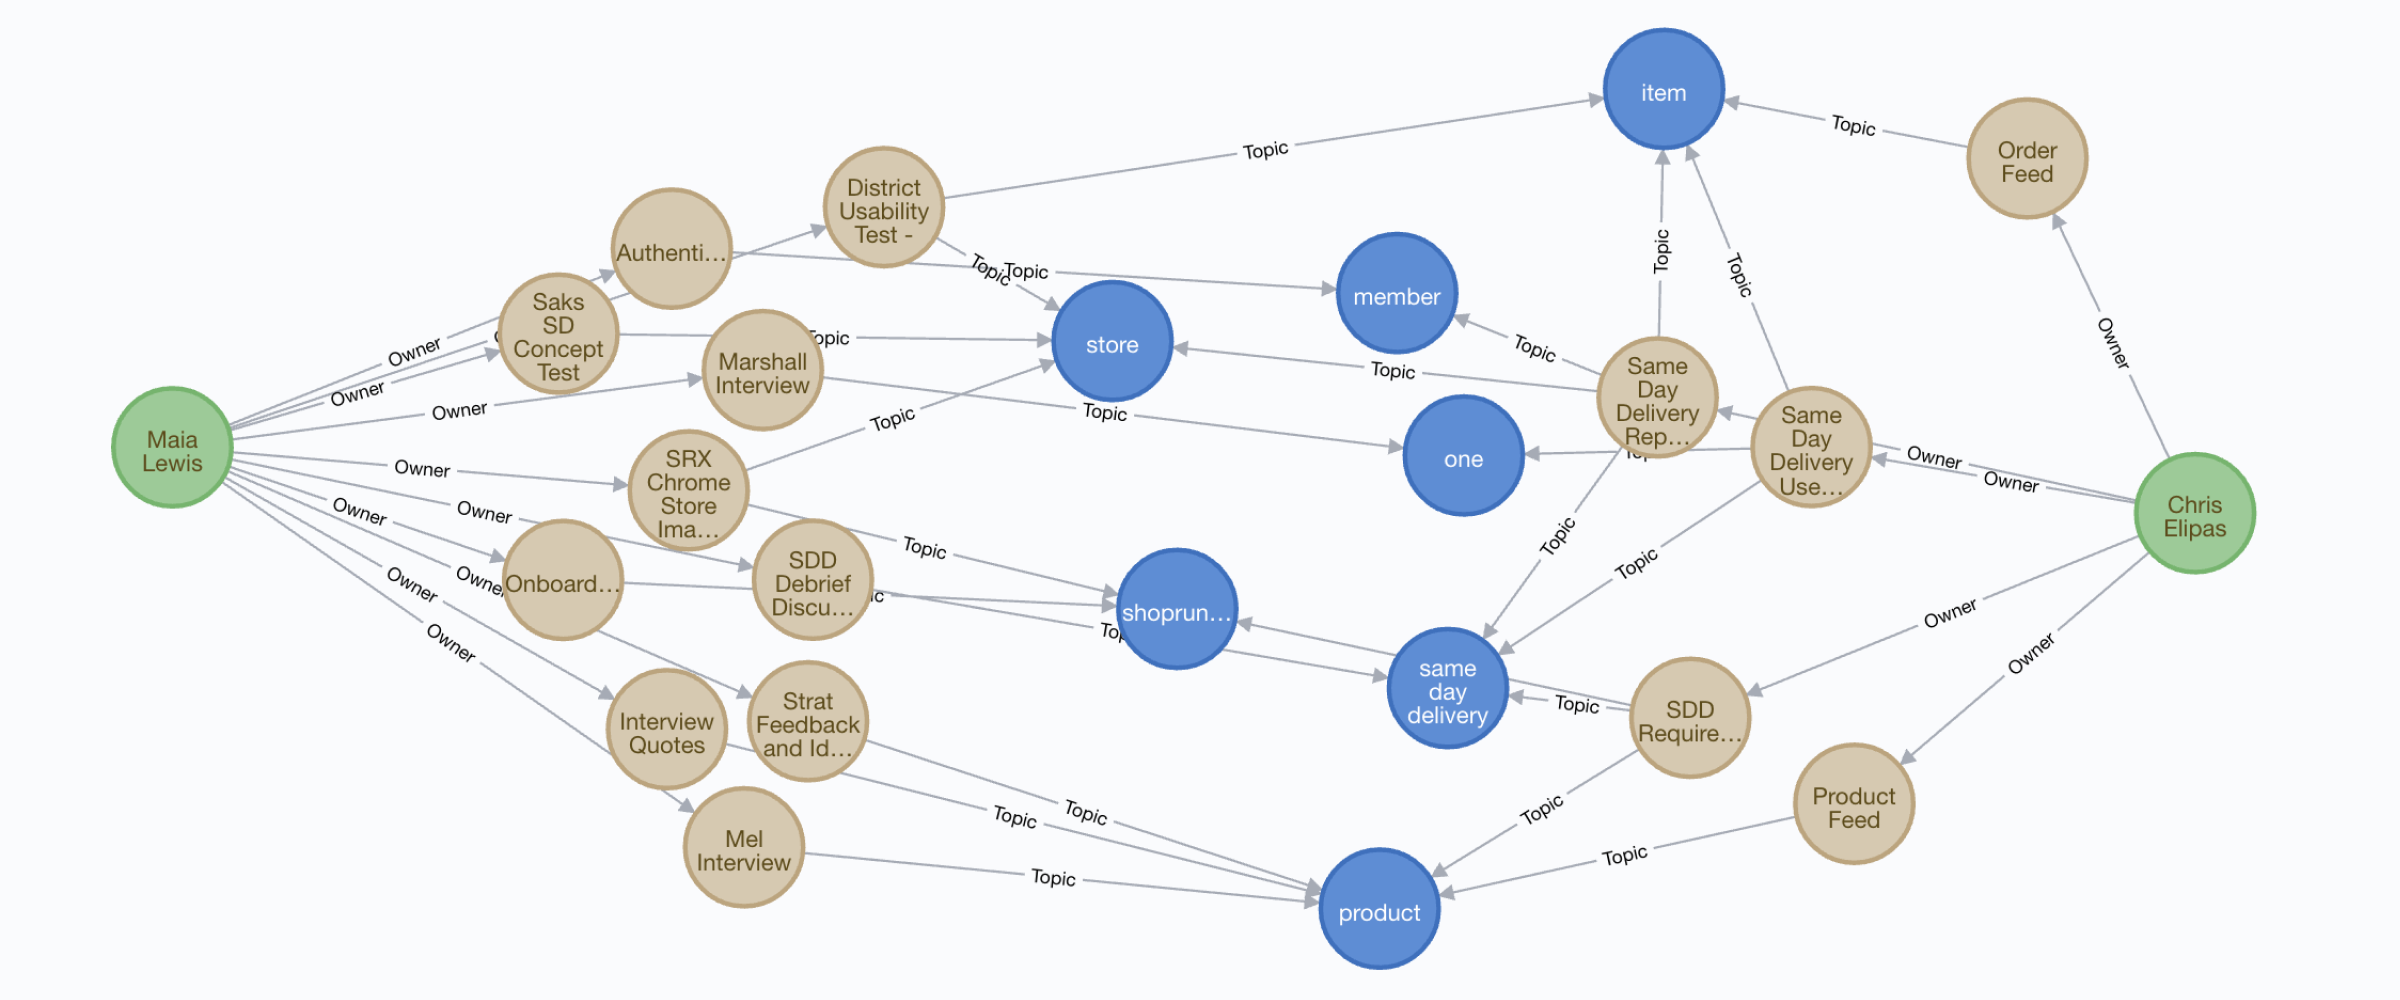 item
Topic
Order
Feed
Topic
District
Usability
Test -
Authenti...
Topic
Topic
Topic
Topic
member
Saks
SD
Concept
Test
Owner
Topic
store
Owner
Marshall
Interview
Topic
Topic
Same
Day
Delivery
Rep...
Owner
Owner
Topic
Topic
Same
Day
Delivery
Use...
Maia
Lewis
Owner
SRX
Chrome
Store
Ima...
one
Owner
Owner
Chris
Elipas
Owner
Owner
Topic
Topic
Topic
Onboard...
SDD
Debrief
Discu...
shoprun...
Owner
Owner
Owner
Owner
same
day
delivery
Topic
SDD
Require...
Interview
Quotes
Strat
Feedback
and Id...
Topic
Topic
Topic
Product
Feed
Mel
Interview
Topic
Topic
product